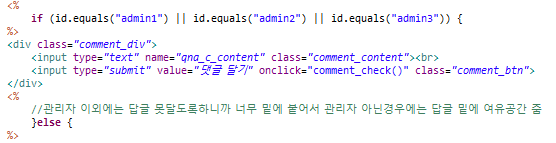 <%
if (id.equals("admin1") || id.equals("admin2") || id.equals("admin3")) {
%>
<div class="comment_div">
<input type="text" name="qna_c_content" class="comment_content"><br>
<input type="submit" value="댓글 달기" onclick="comment_check()" class="comment_btn">
</div>
<%
//관리자 이외에는 답글 못달도록하니까 너무 밑에 붙어서 관리자 아닌경우에는 답글 밑에 여유공간 줌
}else {
%>